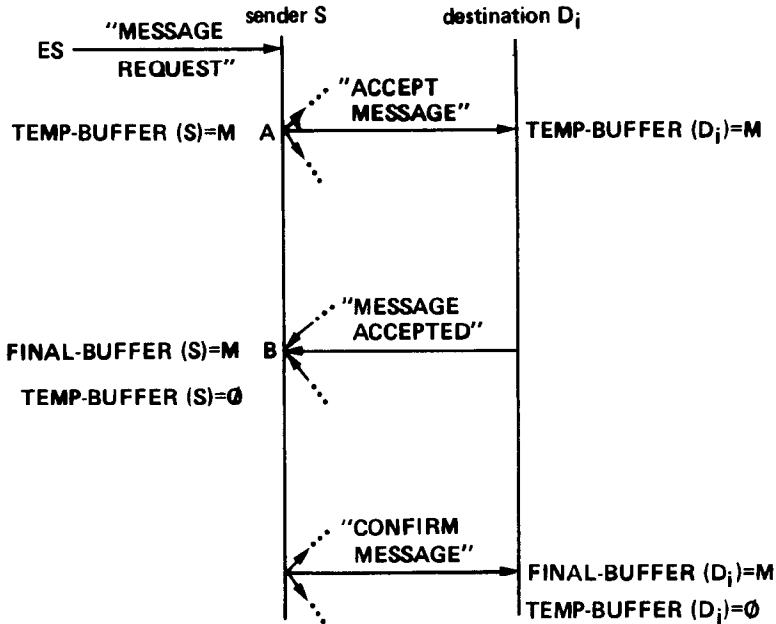 sender S
destination Di
"MESSAGE
ES
REQUEST"
"ACCEPT
MESSAGE"
TEMP-BUFFER (S)=M
A
TEMP-BUFFER (Di)=M
"MESSAGE
ACCEPTED"
FINAL-BUFFER (S)=M
B
TEMP-BUFFER (S)=Ø
"CONFIRM
MESSAGE"
FINAL-BUFFER (Di)=M
TEMP-BUFFER (Di)=Ø